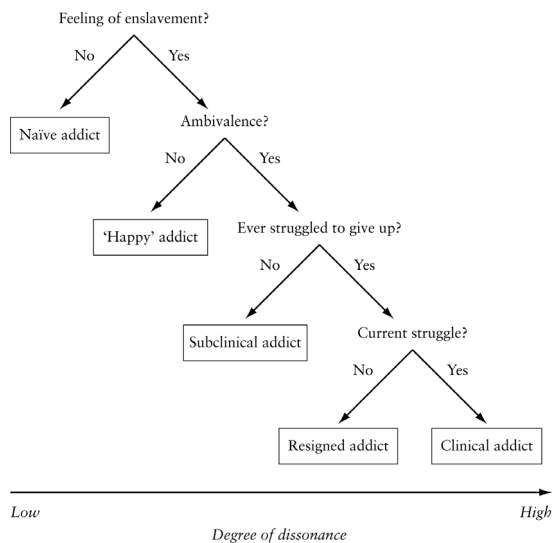 Feeling of enslavement?
No
Yes
Naïve addict
Ambivalence?
No
Yes
‘Happy’ addict
Ever struggled to give up?
No
Yes
Subclinical addict
Current struggle?
No
Yes
Resigned addict
Clinical addict
Low
High
Degree of dissonance